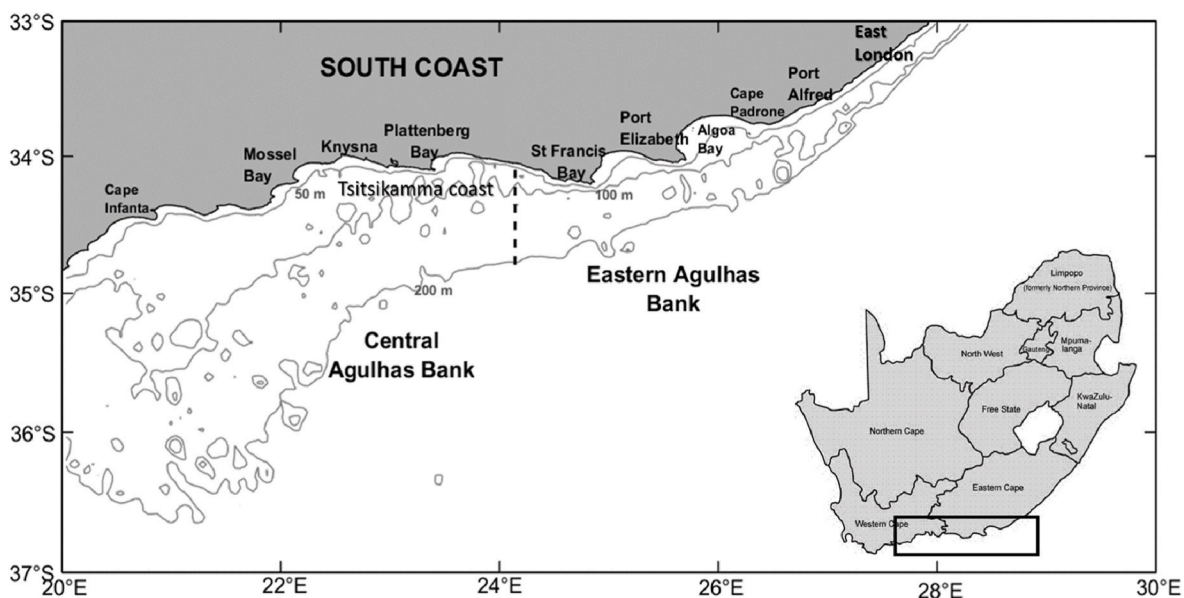 33°S
34°S
35°S
36°S
37°S
20°E
22°E
24°E
26°E
28°E
30°E
SOUTH COAST
East
London
Port
Alfred
Cape
Padrone
Port
Elizabeth
Algoa
Bay
Plattenberg
Bay
Knysna
St Francis
Bay
Mossel
Bay
Cape
Infanta
Tsitsikamma coast
50 m
100 m
200 m
Eastern Agulhas
Bank
Central
Agulhas Bank
Limpopo
(formerly Northern Province)
North West
Gauteng
Mpuma-
langa
Free State
KwaZulu-
Natal
Northern Cape
Eastern Cape
Western Cape